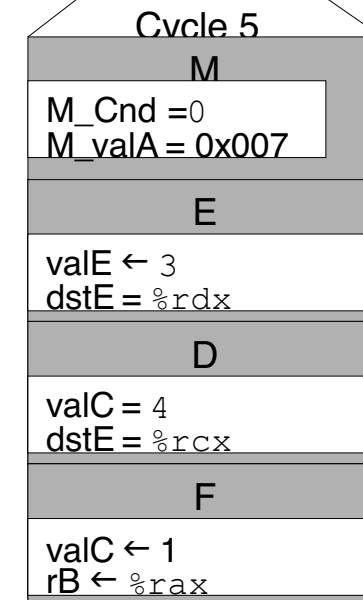 Cycle 5
M
M_Cnd =0
M_valA = 0x007
E
valE ← 3
dstE = %rdx
D
valC = 4
dstE = %rcx
F
valC ← 1
rB ← %rax